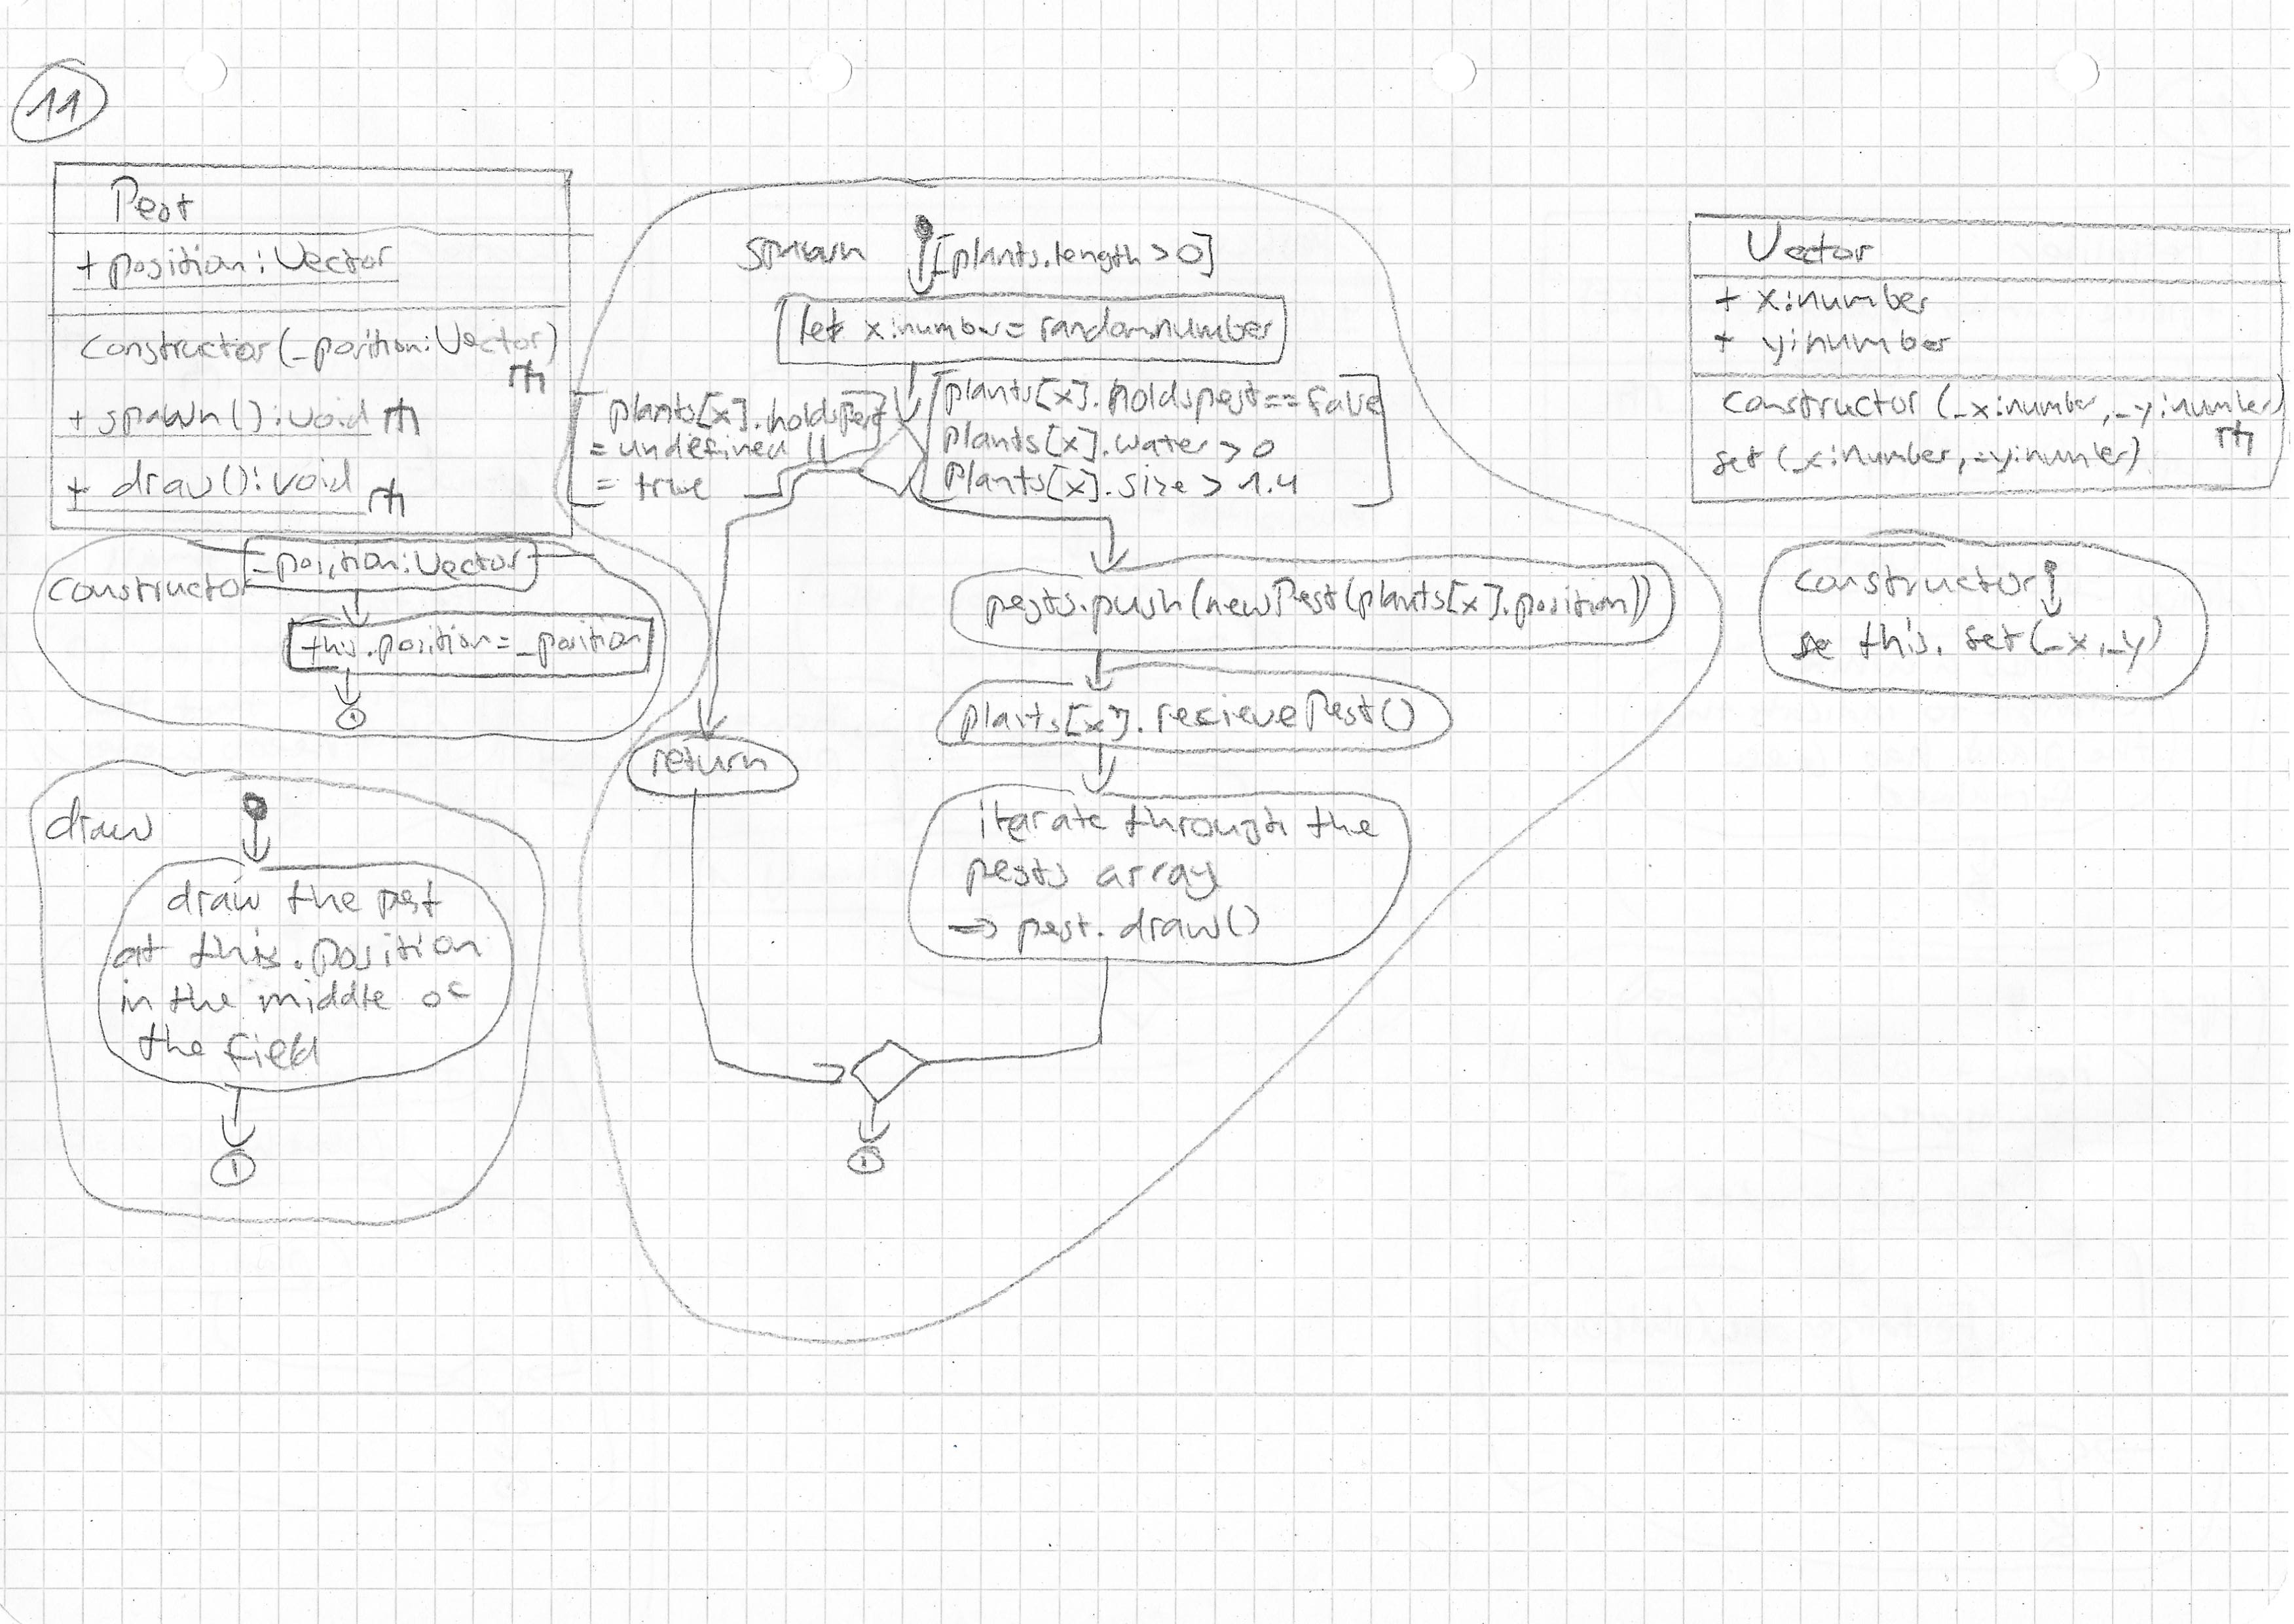 11
Pest
+ position: Vector
constructor(_position: Vector)
+ spawn(): void
+ draw(): void
constructor
_position: Vector
this.position = _position
draw
draw the pest
at this.position
in the middle of
the field
spawn
[plants.length > 0]
let x: number = random number
plants[x].holdspest
= undefined ||
= true
plants[x].holdspest == false
plants[x].water > 0
plants[x].size > 1.4
return
pests.push(new Pest(plants[x].position))
plants[x].recievePest()
iterate through the
pests array
=> pest.draw()
Vector
+ x: number
+ y: number
constructor (_x: number, _y: number)
set (_x: number, _y: number)
constructor
this.set(_x, _y)